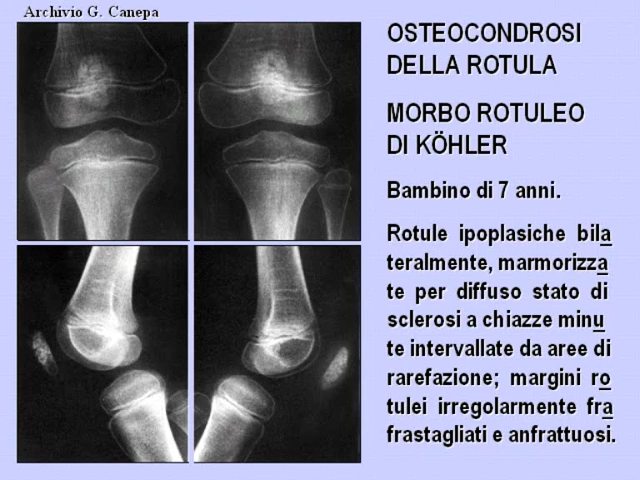 Archivio G. Canepa
OSTEOCONDROSI
DELLA ROTULA
MORBO ROTULEO
DI KÖHLER
Bambino di 7 anni.
Rotule ipoplasiche bila
teralmente, marmorizza
te per diffuso stato di
sclerosi a chiazze minu
te intervallate da aree di
rarefazione; margini ro
tulei irregolarmente fra
frastagliati e anfrattuosi.